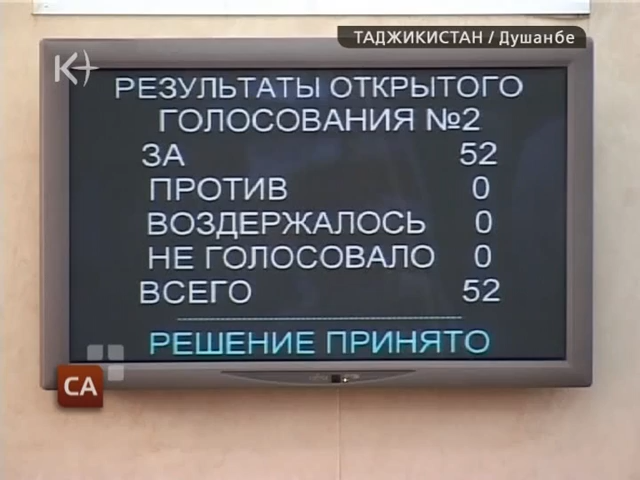 ТАДЖИКИСТАН / Душанбе
K+
РЕЗУЛЬТАТЫ ОТКРЫТОГО
ГОЛОСОВАНИЯ №2
ЗА 52
ПРОТИВ 0
ВОЗДЕРЖАЛОСЬ 0
НЕ ГОЛОСОВАЛО 0
ВСЕГО 52
РЕШЕНИЕ ПРИНЯТО
CA